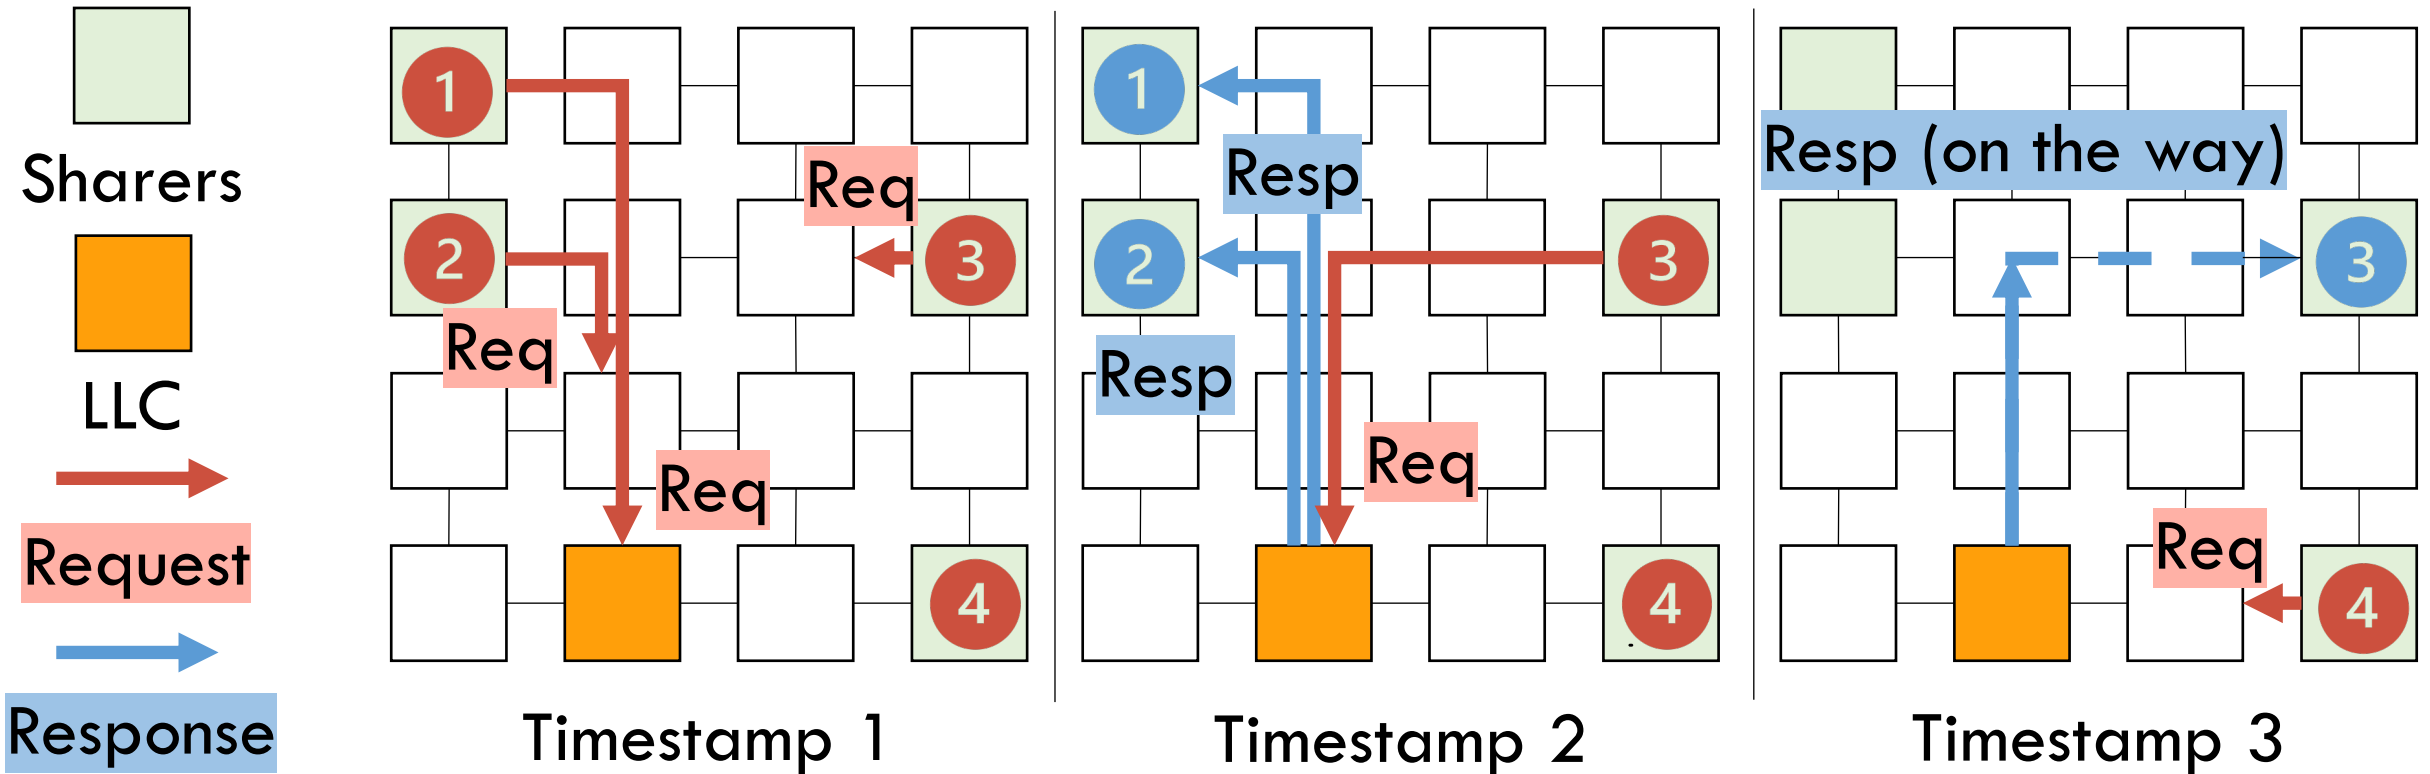 Sharers
LLC
Request
Response
1
2
3
4
Req
Req
Req
Timestamp 1
1
2
3
4
Resp
Resp
Req
Timestamp 2
Resp (on the way)
3
4
Req
Timestamp 3